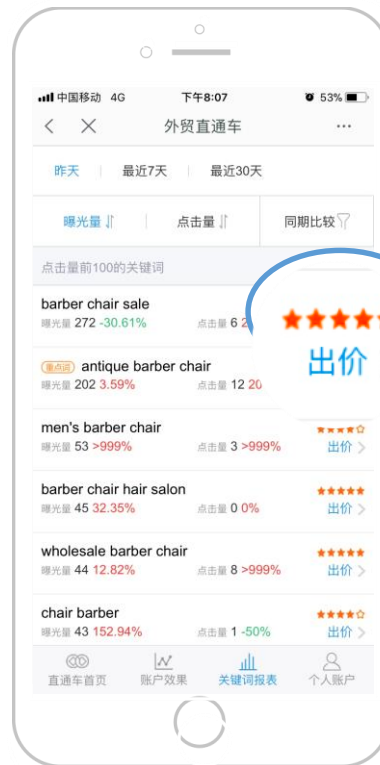 中国移动 4G 下午8:07 53%
外贸直通车 ...
昨天 最近7天 最近30天
曝光量 点击量 同期比较
点击量前100的关键词
barber chair sale
曝光量 272 -30.61% 点击量 6 2
出价
重点词 antique barber chair
曝光量 202 3.59% 点击量 12 20
men's barber chair
曝光量 53 >999% 点击量 3 >999% 出价
barber chair hair salon
曝光量 45 32.35% 点击量 0 0% 出价
wholesale barber chair
曝光量 44 12.82% 点击量 8 >999% 出价
chair barber
曝光量 43 152.94% 点击量 1 -50% 出价
直通车首页 账户效果 关键词报表 个人账户